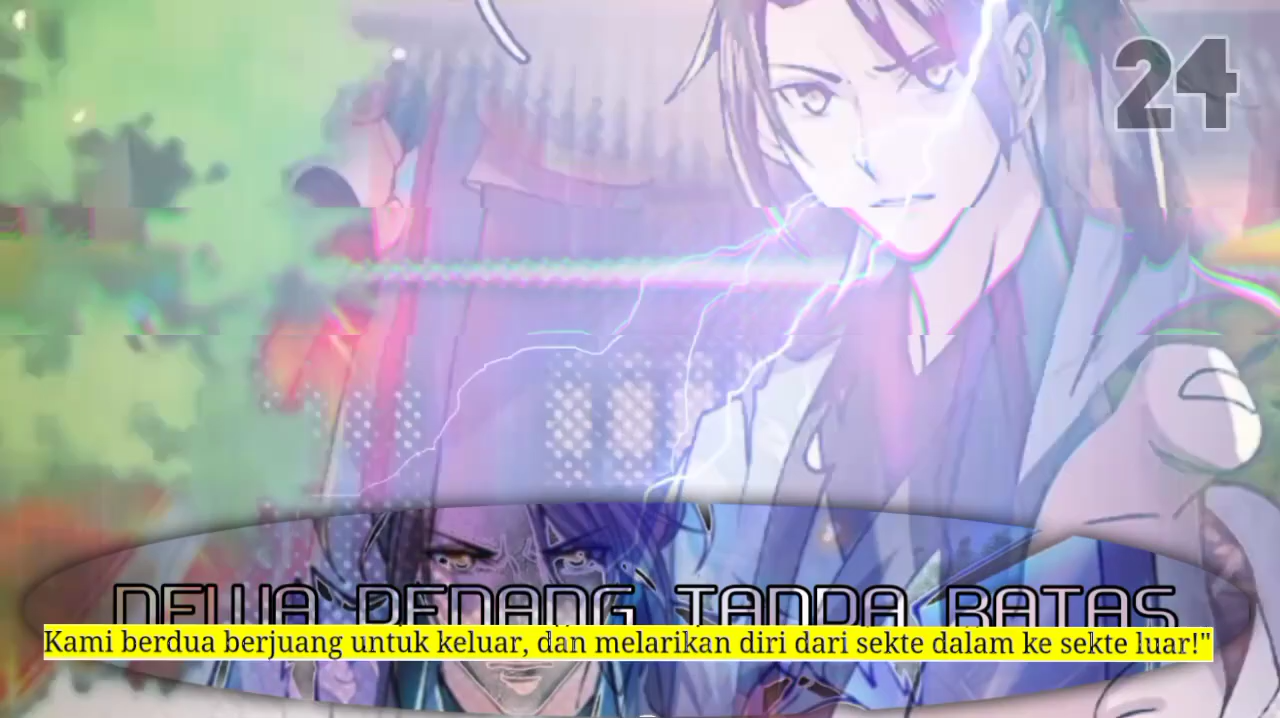 24
DEWA PEDANG TANPA BATAS
Kami berdua berjuang untuk keluar, dan melarikan diri dari sekte dalam ke sekte luar!"